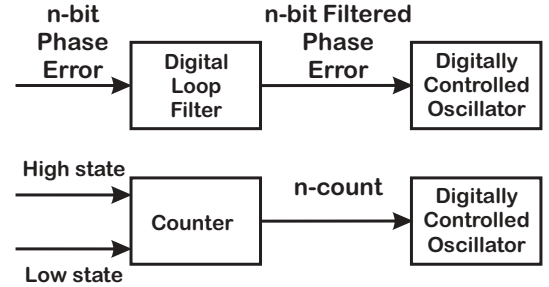 n-bit
Phase
Error
Digital
Loop
Filter
n-bit Filtered
Phase
Error
Digitally
Controlled
Oscillator
High state
Low state
Counter
n-count
Digitally
Controlled
Oscillator